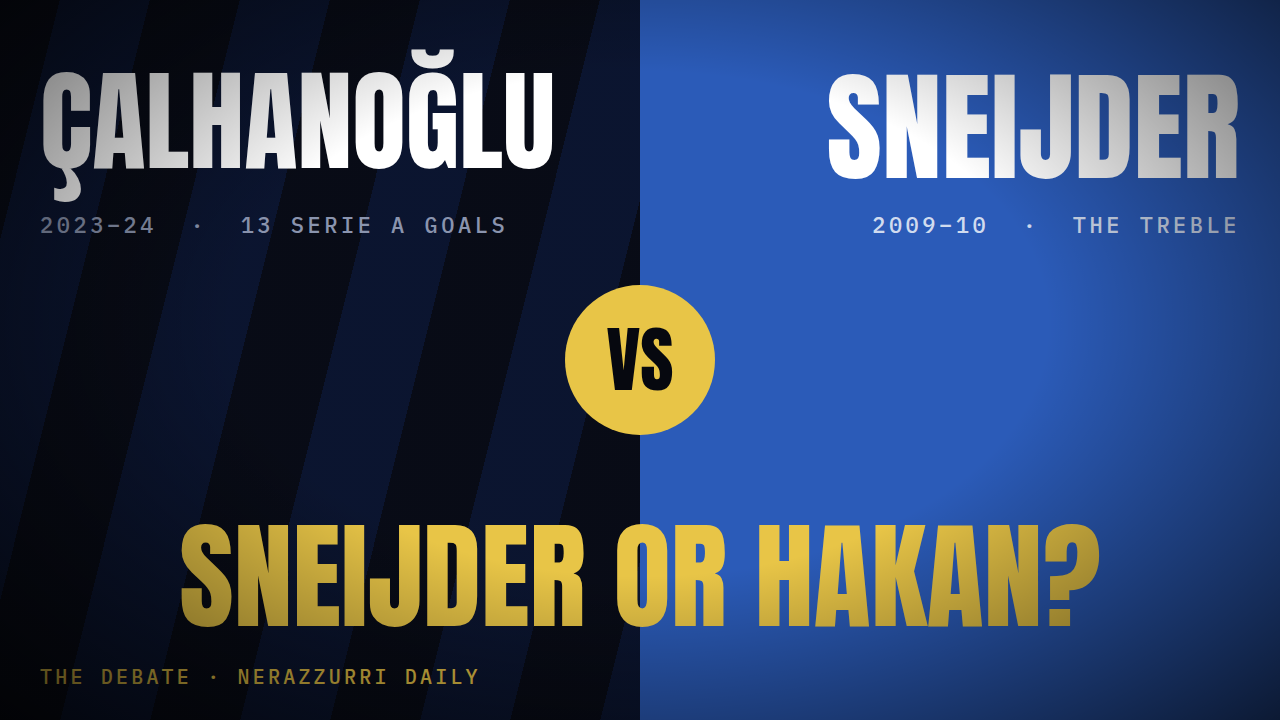 ÇALHANOĞLU
2023–24 · 13 SERIE A GOALS
SNEIJDER
2009–10 · THE TREBLE
VS
SNEIJDER OR HAKAN?
THE DEBATE · NERAZZURRI DAILY